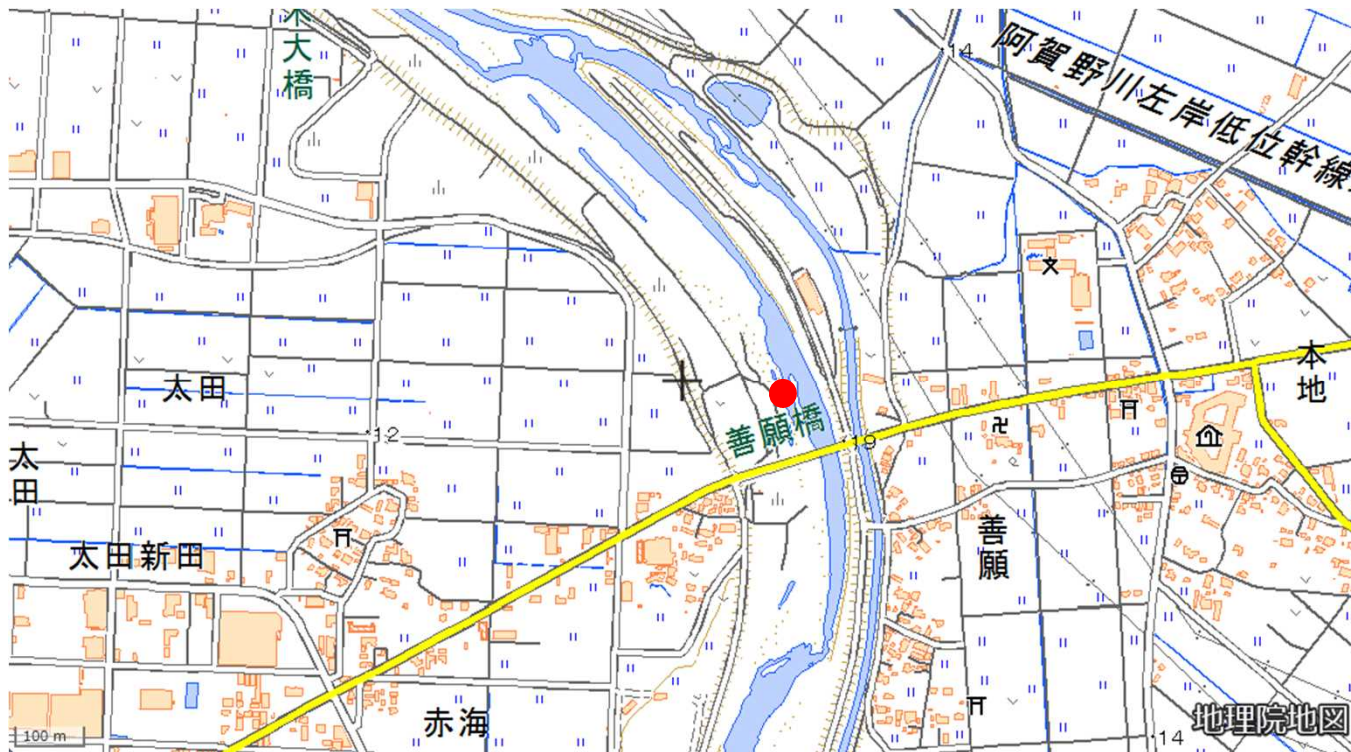 大橋
14
阿賀野川左岸低位幹線
本地
太田
善願橋
19
12
太田
善願
太田新田
赤海
14
100 m
地理院地図